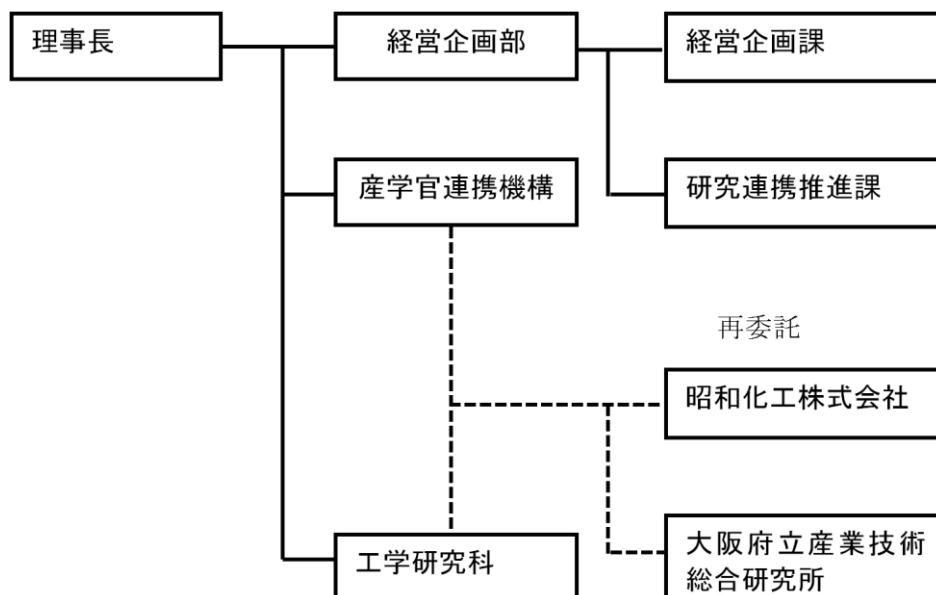 理事長
経営企画部
経営企画課
産学官連携機構
研究連携推進課
再委託
昭和化工株式会社
工学研究科
大阪府立産業技術
総合研究所